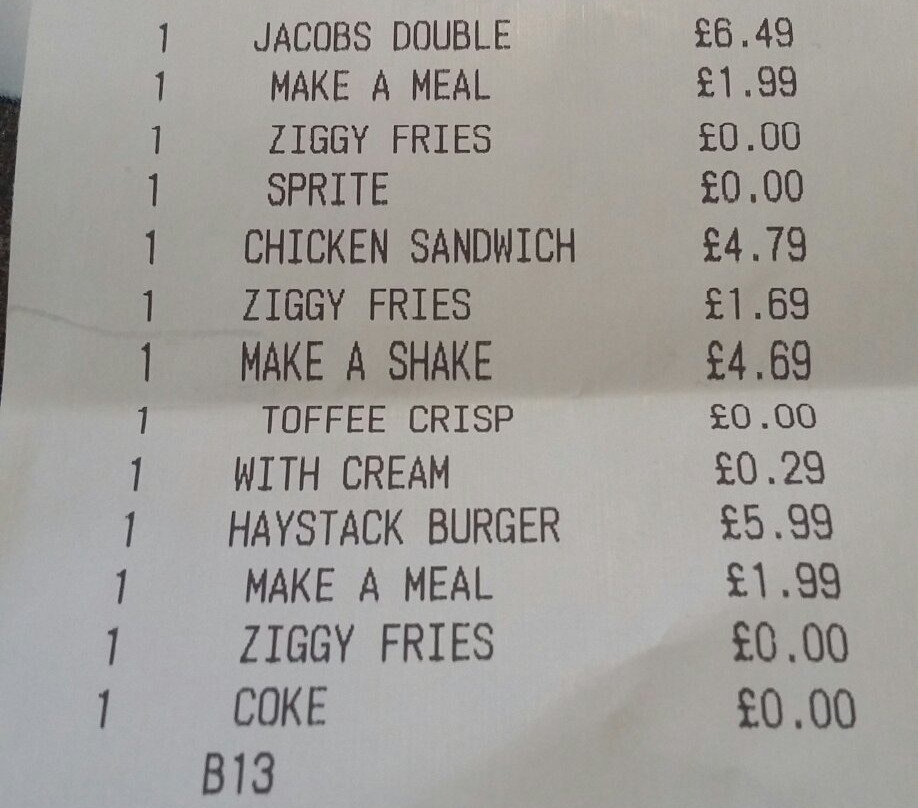 1 JACOBS DOUBLE £6.49
1 MAKE A MEAL £1.99
1 ZIGGY FRIES £0.00
1 SPRITE £0.00
1 CHICKEN SANDWICH £4.79
1 ZIGGY FRIES £1.69
1 MAKE A SHAKE £4.69
1 TOFFEE CRISP £0.00
1 WITH CREAM £0.29
1 HAYSTACK BURGER £5.99
1 MAKE A MEAL £1.99
1 ZIGGY FRIES £0.00
1 COKE £0.00
B13